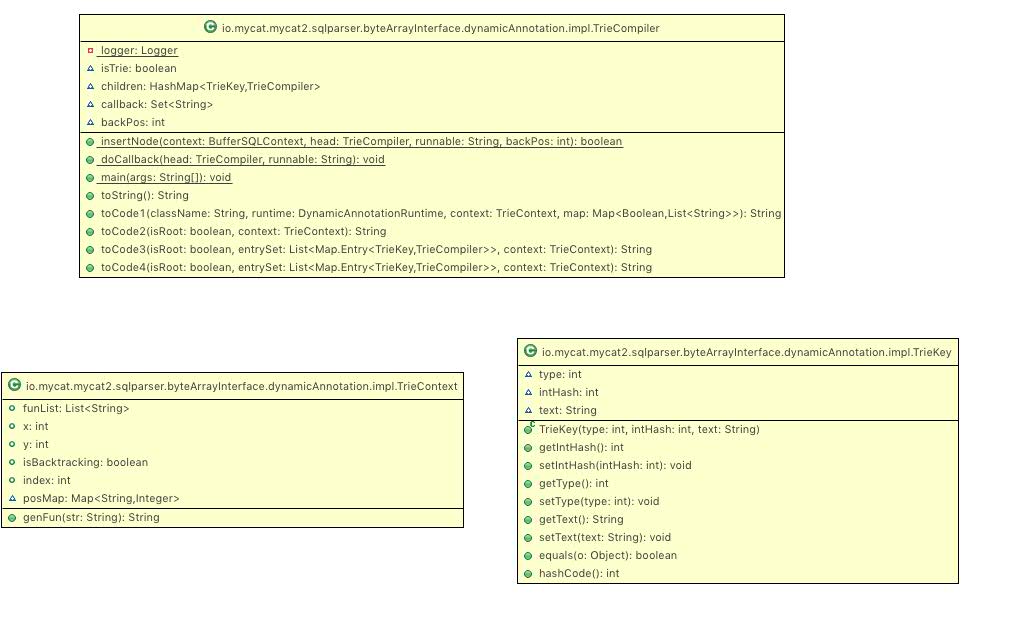 C io.mycat.mycat2.sqlparser.byteArrayInterface.dynamicAnnotation.impl.TrieCompiler
logger: Logger
isTrie: boolean
children: HashMap<TrieKey,TrieCompiler>
callback: Set<String>
backPos: int
insertNode(context: BufferSQLContext, head: TrieCompiler, runnable: String, backPos: int): boolean
doCallback(head: TrieCompiler, runnable: String): void
main(args: String[]): void
toString(): String
toCode1(className: String, runtime: DynamicAnnotationRuntime, context: TrieContext, map: Map<Boolean,List<String>>): String
toCode2(isRoot: boolean, context: TrieContext): String
toCode3(isRoot: boolean, entrySet: List<Map.Entry<TrieKey,TrieCompiler>>, context: TrieContext): String
toCode4(isRoot: boolean, entrySet: List<Map.Entry<TrieKey,TrieCompiler>>, context: TrieContext): String
C io.mycat.mycat2.sqlparser.byteArrayInterface.dynamicAnnotation.impl.TrieContext
funList: List<String>
x: int
y: int
isBacktracking: boolean
index: int
posMap: Map<String,Integer>
genFun(str: String): String
C io.mycat.mycat2.sqlparser.byteArrayInterface.dynamicAnnotation.impl.TrieKey
type: int
intHash: int
text: String
C TrieKey(type: int, intHash: int, text: String)
getIntHash(): int
setIntHash(intHash: int): void
getType(): int
setType(type: int): void
getText(): String
setText(text: String): void
equals(o: Object): boolean
hashCode(): int